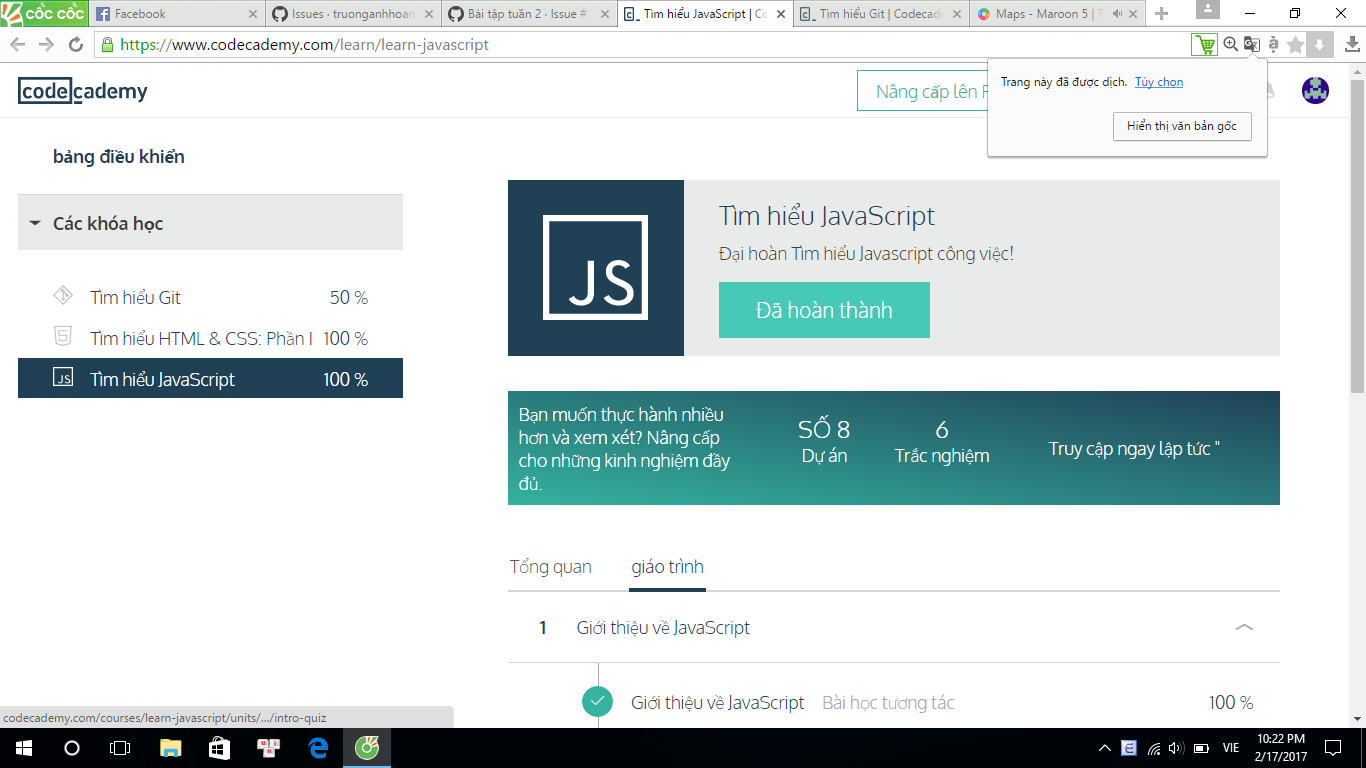 CỐC CỐC
Facebook
Issues · truonganhhoan
Bài tập tuần 2 · Issue #
Tìm hiểu JavaScript | Co
Tìm hiểu Git | Codecade
Maps - Maroon 5 | T
https://www.codecademy.com/learn/learn-javascript
Trang này đã được dịch. Tùy chọn
Hiển thị văn bản gốc
codecademy
Nâng cấp lên
bảng điều khiển
Các khóa học
Tìm hiểu Git 50 %
Tìm hiểu HTML & CSS: Phần I 100 %
JS Tìm hiểu JavaScript 100 %
JS
Tìm hiểu JavaScript
Đại hoàn Tìm hiểu Javascript công việc!
Đã hoàn thành
Bạn muốn thực hành nhiều
hơn và xem xét? Nâng cấp
cho những kinh nghiệm đầy
đủ.
SỐ 8
Dự án
6
Trắc nghiệm
Truy cập ngay lập tức "
Tổng quan giáo trình
1 Giới thiệu về JavaScript
Giới thiệu về JavaScript Bài học tương tác 100 %
codecademy.com/courses/learn-javascript/units/.../intro-quiz
VIE
10:22 PM
2/17/2017